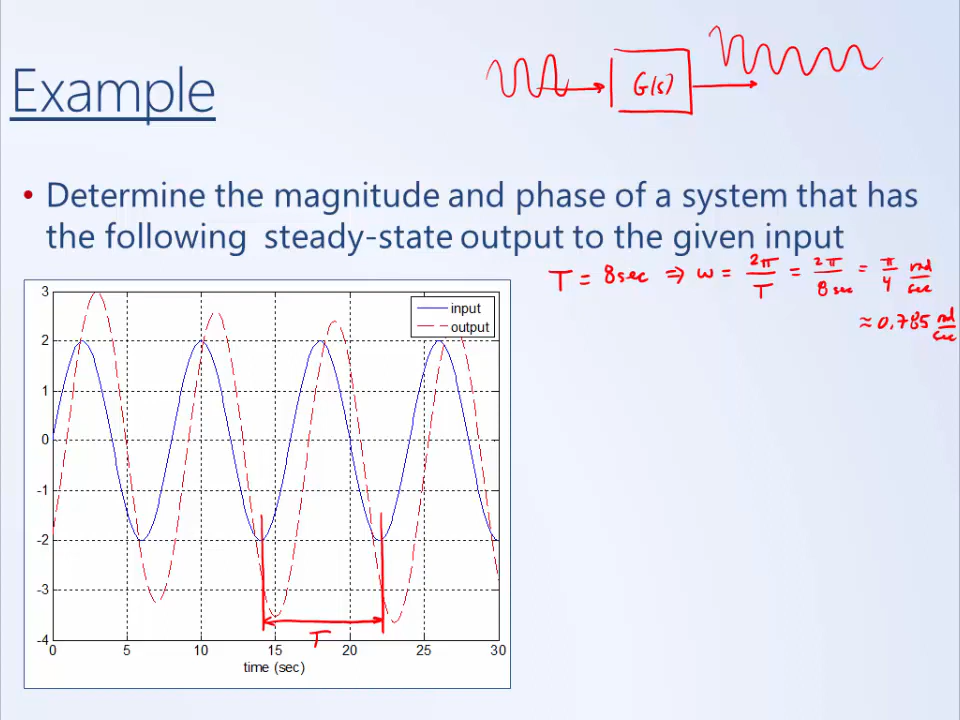 G(s)
Example
• Determine the magnitude and phase of a system that has
the following steady-state output to the given input
T = 8sec ⇒ ω = 2π/T = 2π/8 sec = π/4 rad/sec
≈ 0.785 rad/sec
input
output
3
2
1
0
-1
-2
-3
-4
T
0 5 10 15 20 25 30
time (sec)